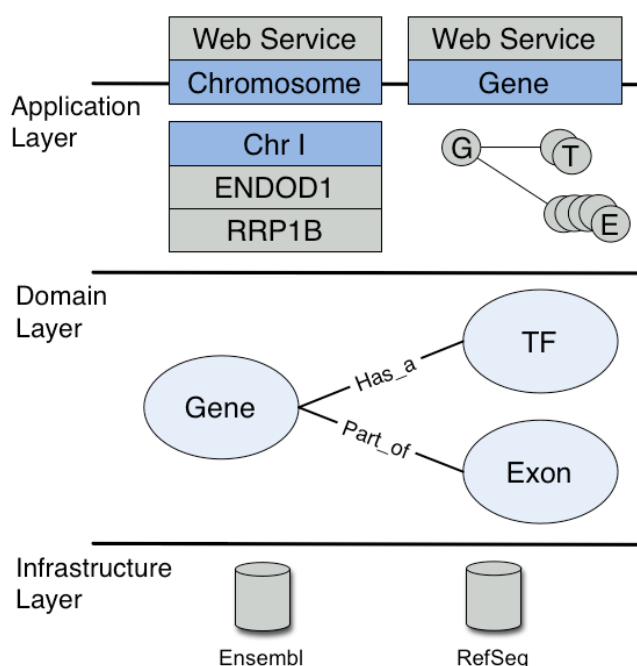 Web Service
Web Service
Chromosome
Gene
Application
Layer
Chr I
ENDOD1
RRP1B
G
T
E
Domain
Layer
Gene
Has_a
TF
Part_of
Exon
Infrastructure
Layer
Ensembl
RefSeq